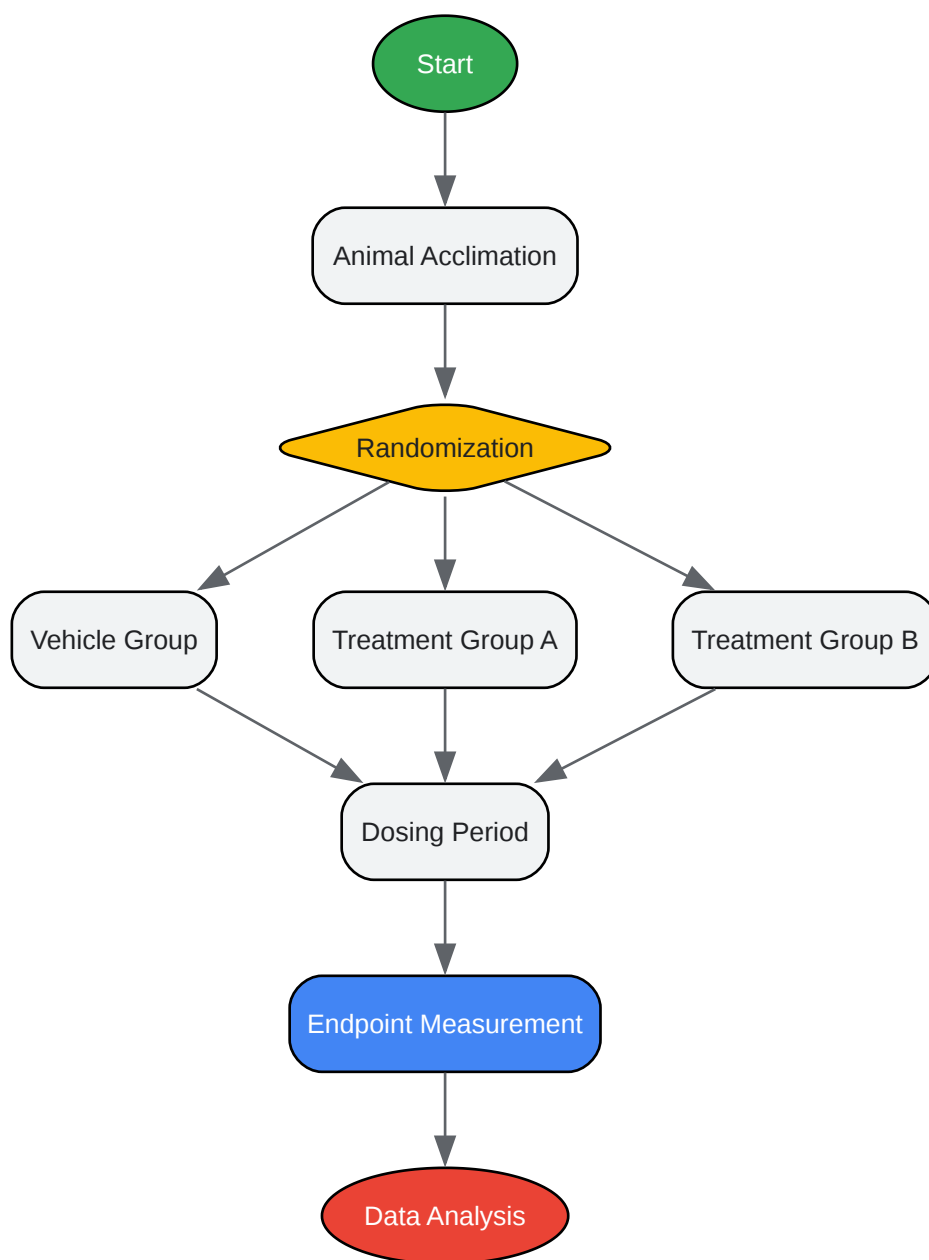 Start
Animal Acclimation
Randomization
Vehicle Group
Treatment Group A
Treatment Group B
Dosing Period
Endpoint Measurement
Data Analysis